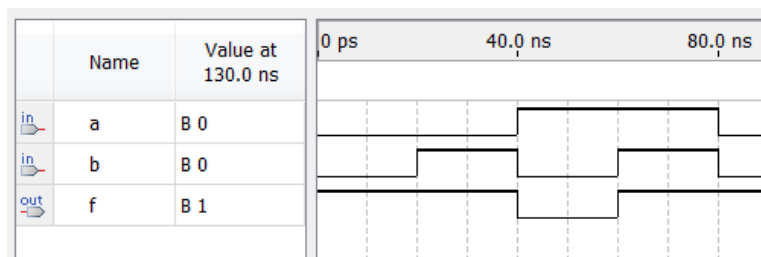 Name
Value at
130.0 ns
0 ps
40.0 ns
80.0 ns
in
a
B 0
in
b
B 0
out
f
B 1